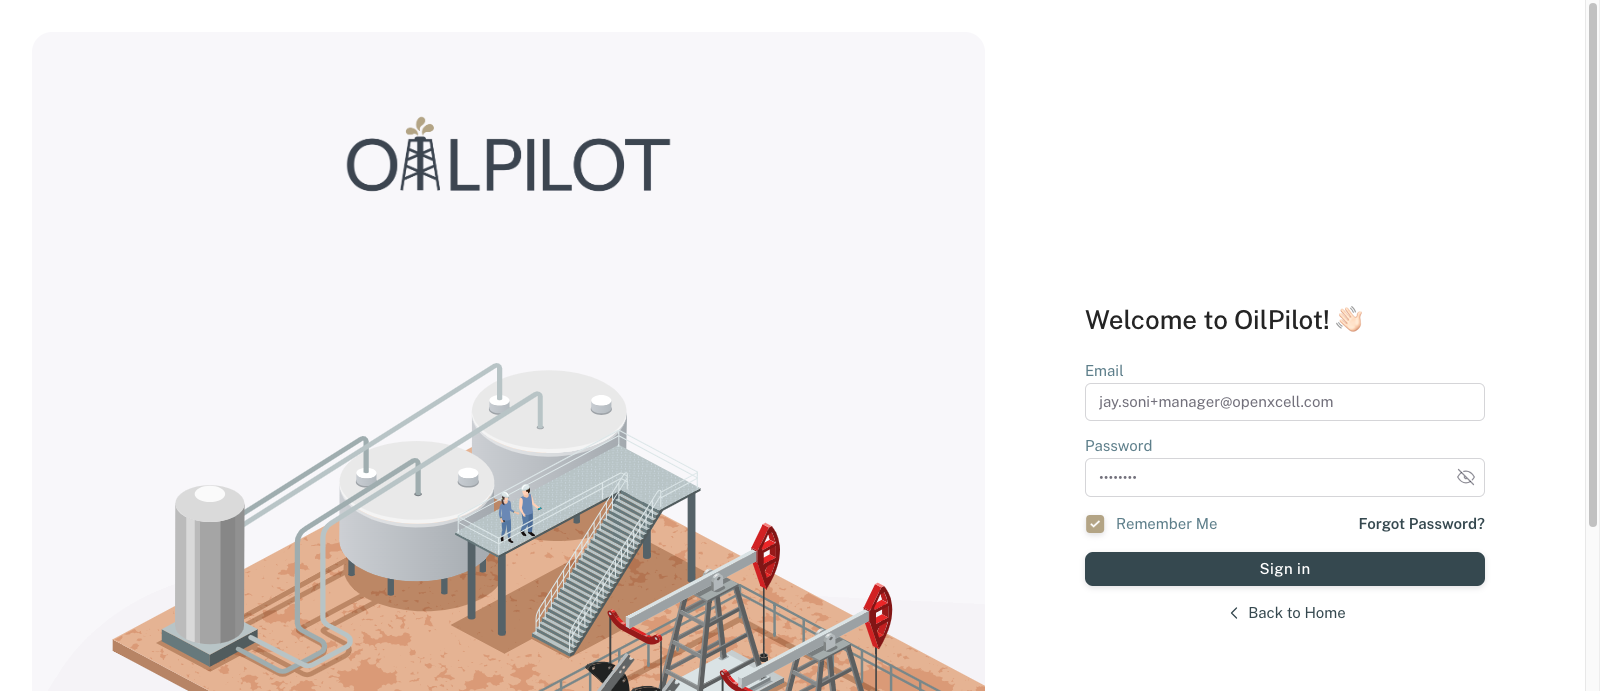 OILPILOT
Welcome to OilPilot! 👋🏻
Email
jay.soni+manager@openxcell.com
Password
••••••••
Remember Me
Forgot Password?
Sign in
Back to Home